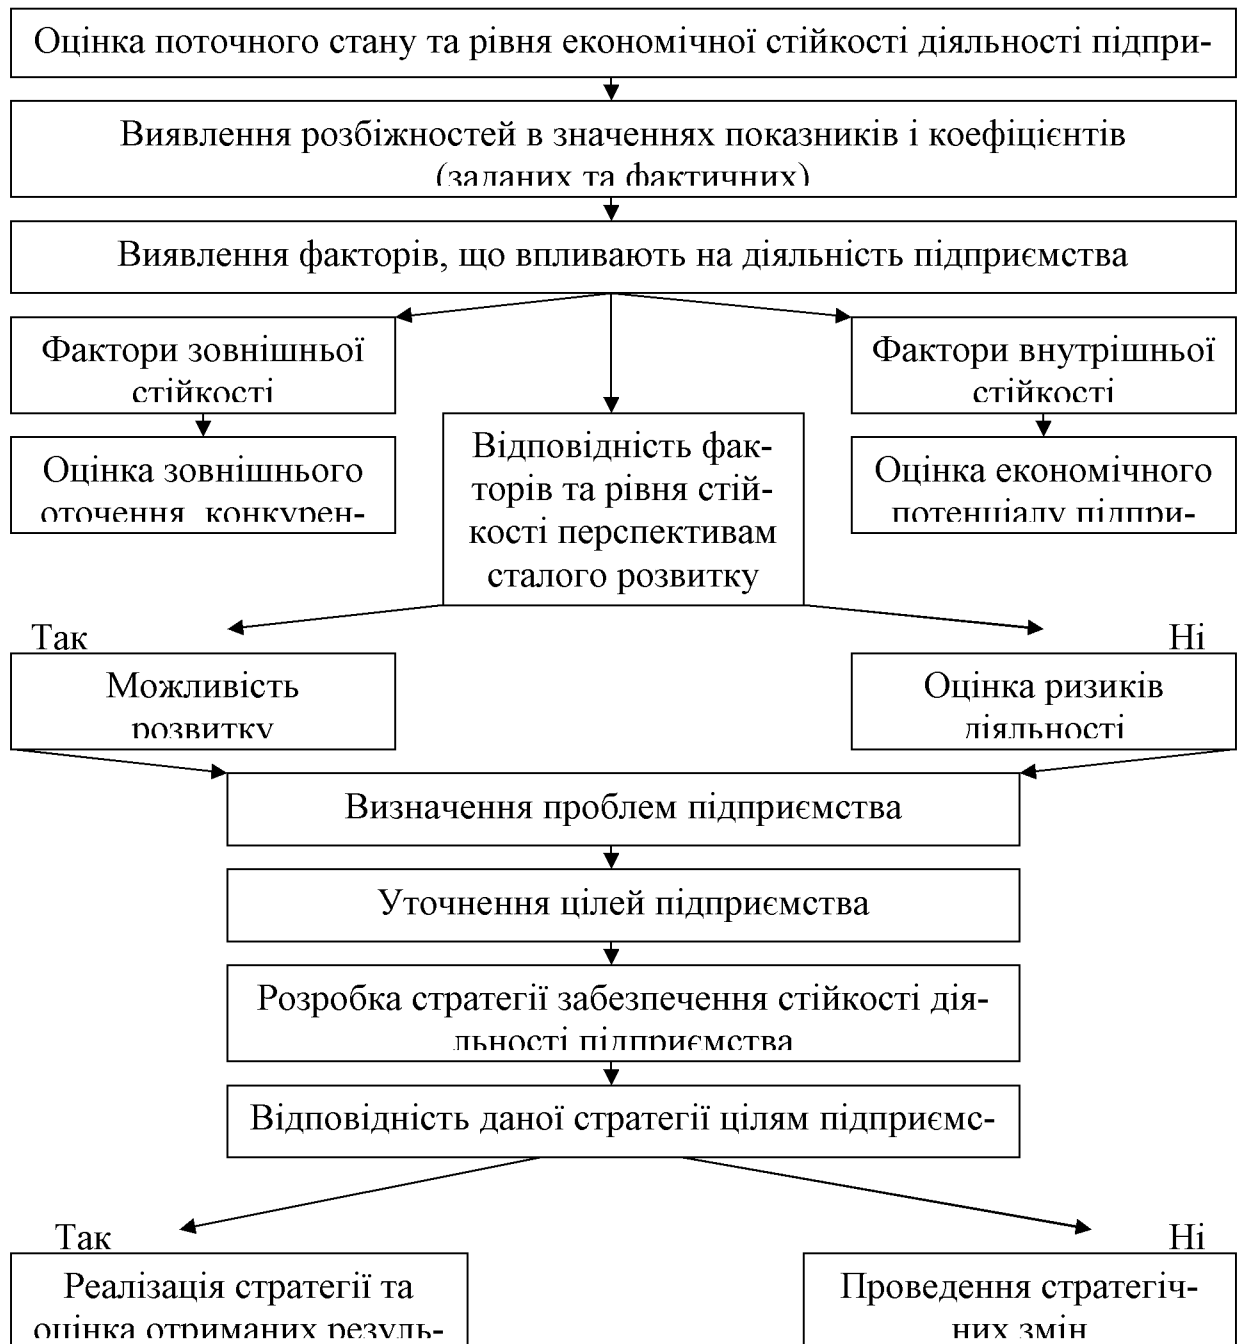 Оцінка поточного стану та рівня економічної стійкості діяльності підпри-
Виявлення розбіжностей в значеннях показників і коефіцієнтів
(заданих та фактичних)
Виявлення факторів, що впливають на діяльність підприємства
Фактори зовнішньої
стійкості
Фактори внутрішньої
стійкості
Оцінка зовнішнього
оточення конкурен-
Відповідність фак-
торів та рівня стій-
кості перспективам
сталого розвитку
Оцінка економічного
потенціалу підпри-
Так
Ні
Можливість
розвитку
Оцінка ризиків
діяльності
Визначення проблем підприємства
Уточнення цілей підприємства
Розробка стратегії забезпечення стійкості дія-
льності підприємства
Відповідність даної стратегії цілям підприємс-
Так
Ні
Реалізація стратегії та
оцінка отриманих резуль-
Проведення стратегіч-
них змін